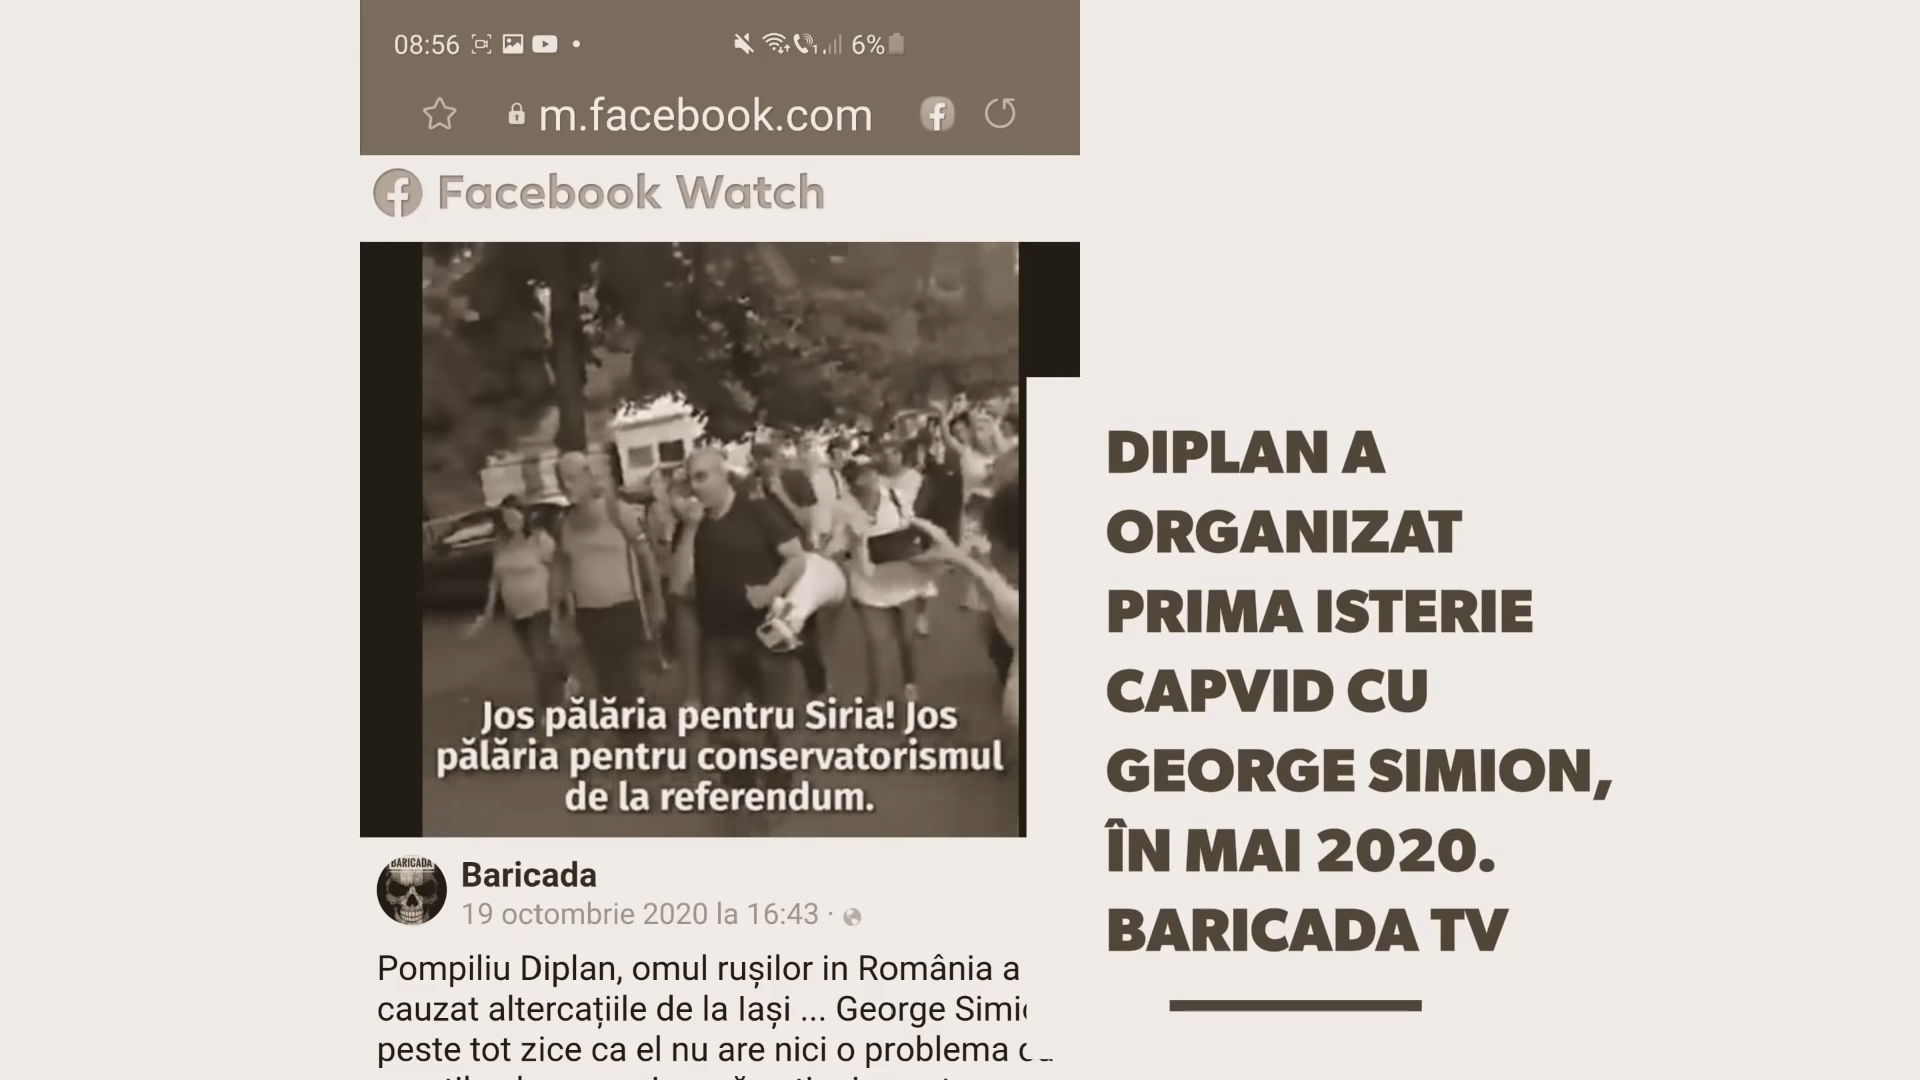 08:56
6%
m.facebook.com
Facebook Watch
Jos pălăria pentru Siria! Jos
pălăria pentru conservatorismul
de la referendum.
BARICADA
Baricada
19 octombrie 2020 la 16:43 ·
Pompiliu Diplan, omul rușilor in România a
cauzat altercațiile de la Iași ... George
peste tot zice ca el nu are nici o problema
DIPLAN A
ORGANIZAT
PRIMA ISTERIE
CAPVID CU
GEORGE SIMION,
ÎN MAI 2020.
BARICADA TV